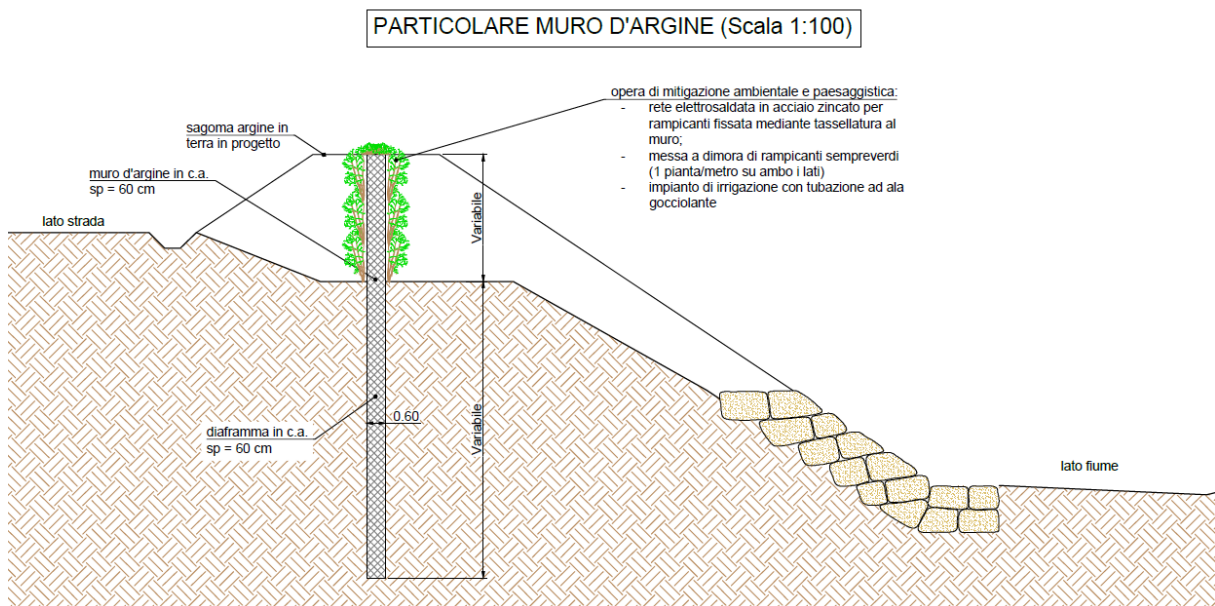 PARTICOLARE MURO D'ARGINE (Scala 1:100)
opera di mitigazione ambientale e paesaggistica:
- rete elettrosaldata in acciaio zincato per
rampicanti fissata mediante tassellatura al
muro;
- messa a dimora di rampicanti sempreverdi
(1 pianta/metro su ambo i lati)
- impianto di irrigazione con tubazione ad ala
gocciolante
sagoma argine in
terra in progetto
muro d'argine in c.a.
sp = 60 cm
lato strada
Variabile
diaframma in c.a.
sp = 60 cm
0.60
Variabile
lato fiume